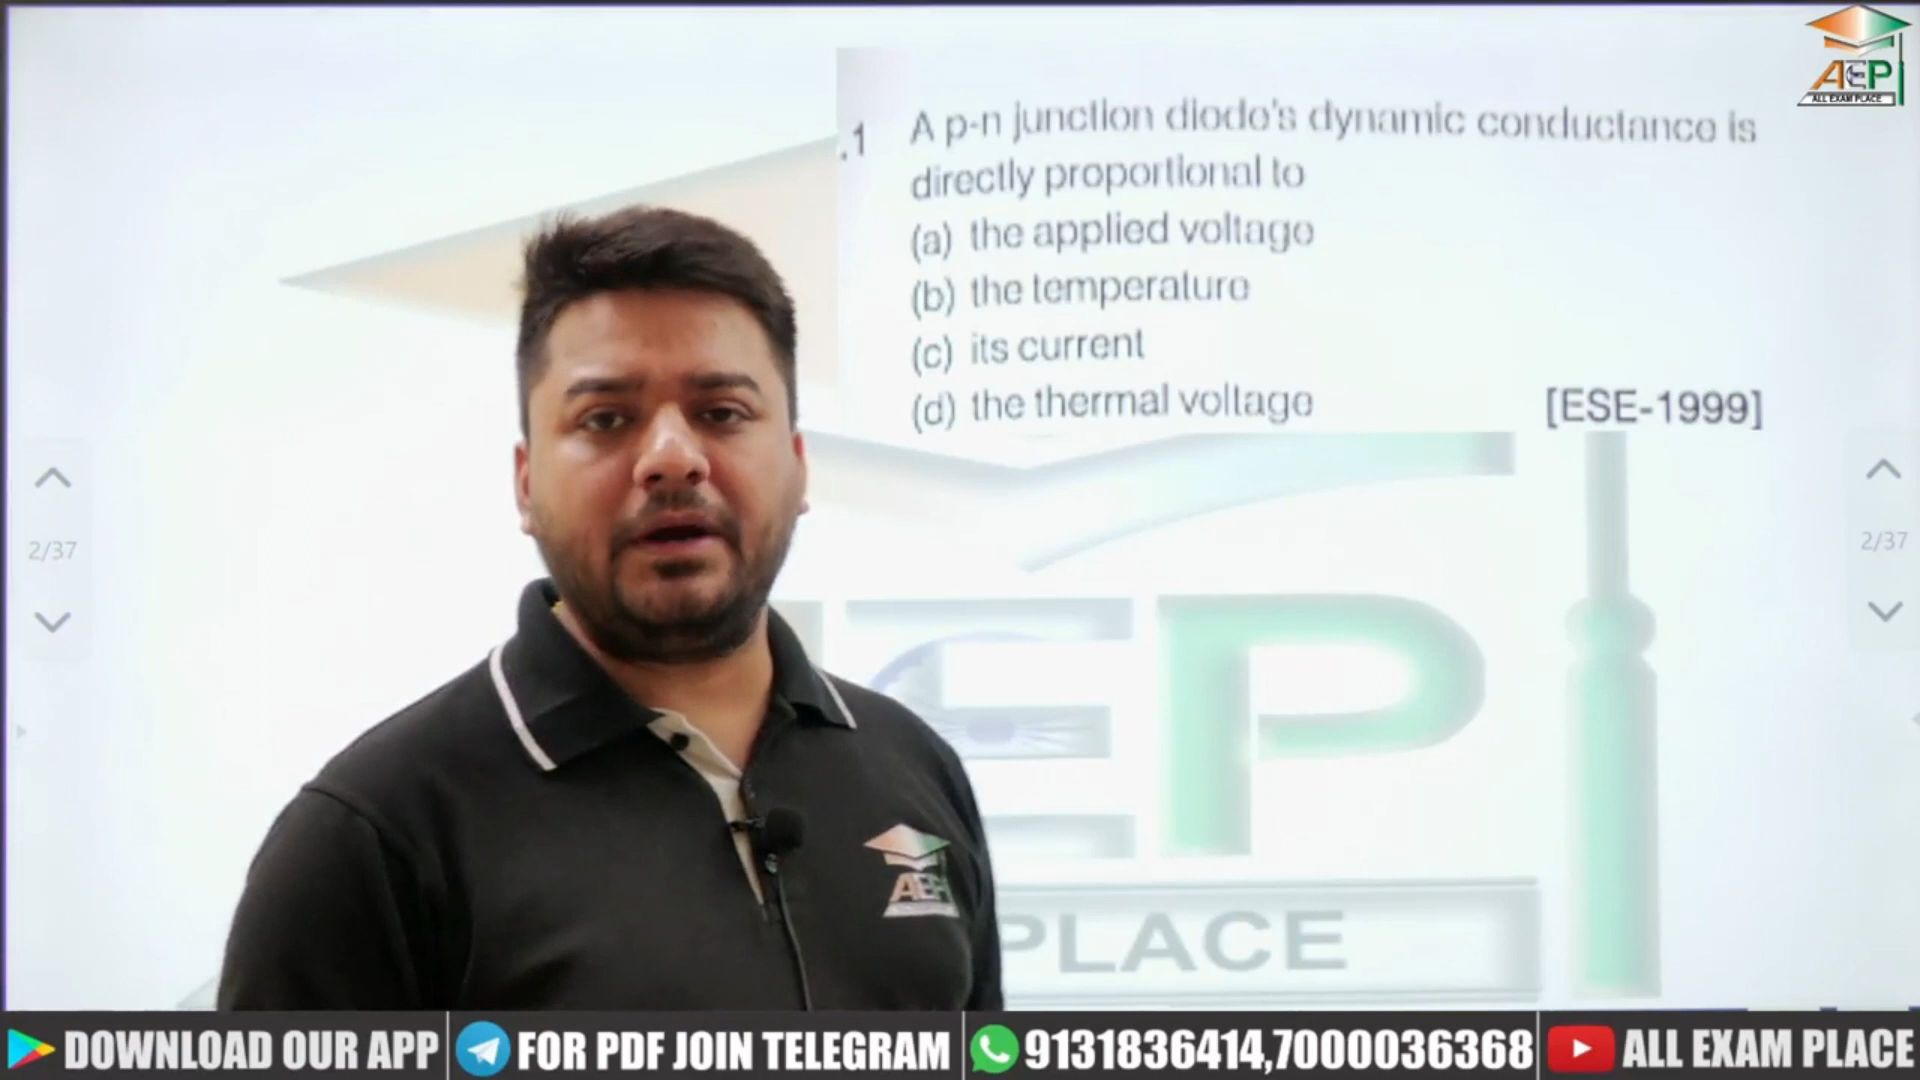 AEP
ALL EXAM PLACE
.1 A p-n junction diode's dynamic conductance is
directly proportional to
(a) the applied voltage
(b) the temperature
(c) its current
(d) the thermal voltage [ESE-1999]
2/37
2/37
EP
PLACE
AEP
DOWNLOAD OUR APP
FOR PDF JOIN TELEGRAM
9131836414,7000036368
ALL EXAM PLACE